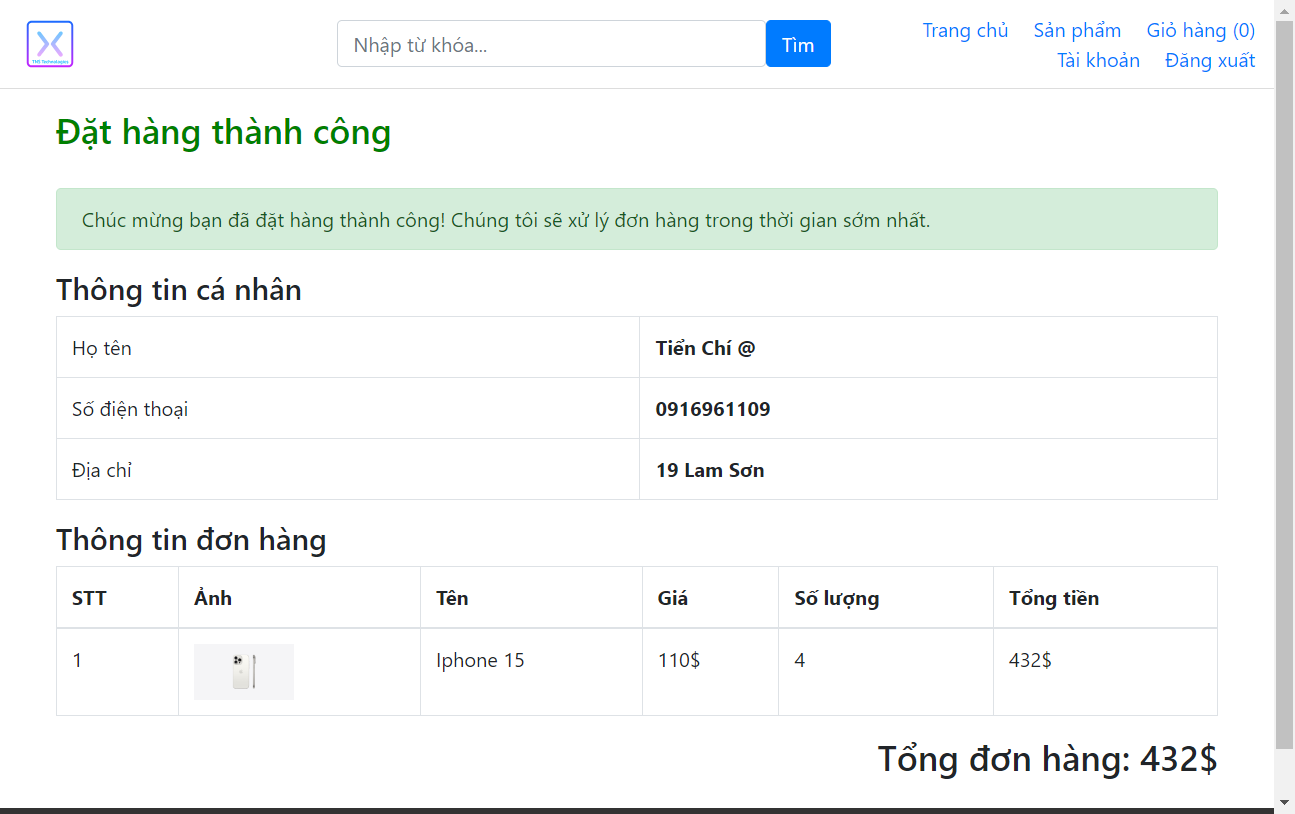 TNS Technologies
Nhập từ khóa...
Tìm
Trang chủ Sản phẩm Giỏ hàng (0)
Tài khoản Đăng xuất
Đặt hàng thành công
Chúc mừng bạn đã đặt hàng thành công! Chúng tôi sẽ xử lý đơn hàng trong thời gian sớm nhất.
Thông tin cá nhân
Họ tên Tiển Chí @
Số điện thoại 0916961109
Địa chỉ 19 Lam Sơn
Thông tin đơn hàng
STT Ảnh Tên Giá Số lượng Tổng tiền
1 Iphone 15 110$ 4 432$
Tổng đơn hàng: 432$